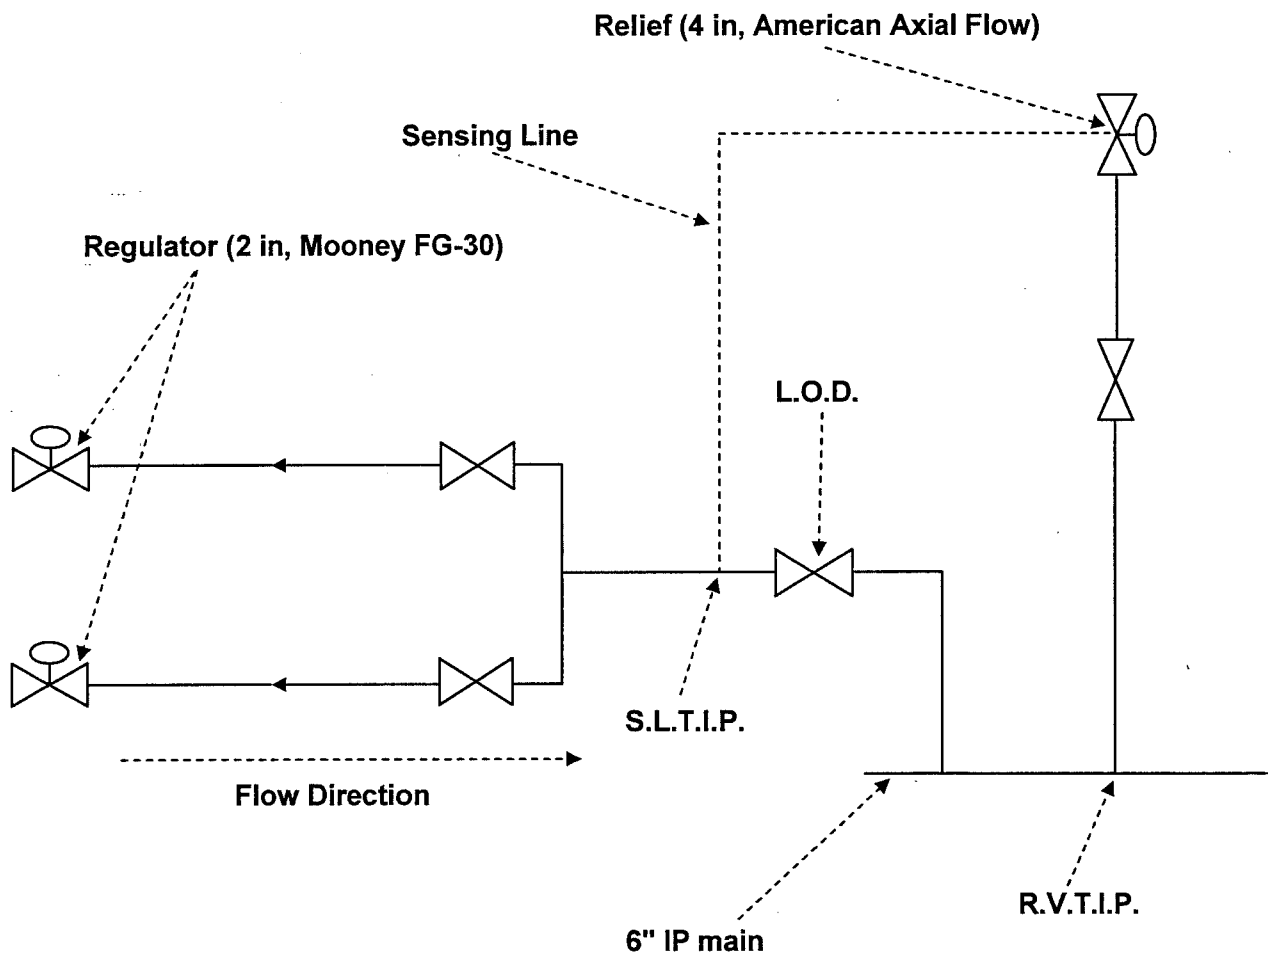 Relief (4 in, American Axial Flow)
Sensing Line
Regulator (2 in, Mooney FG-30)
L.O.D.
S.L.T.I.P.
Flow Direction
R.V.T.I.P.
6" IP main